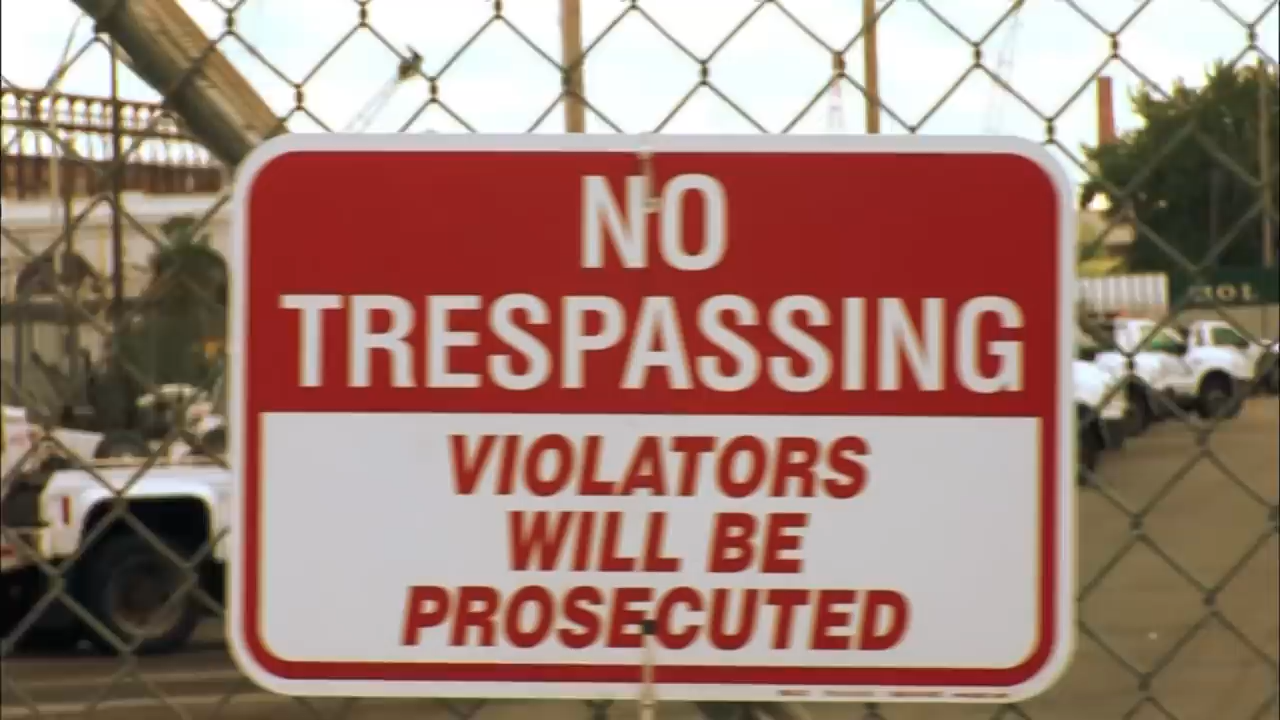 NO
TRESPASSING
VIOLATORS
WILL BE
PROSECUTED